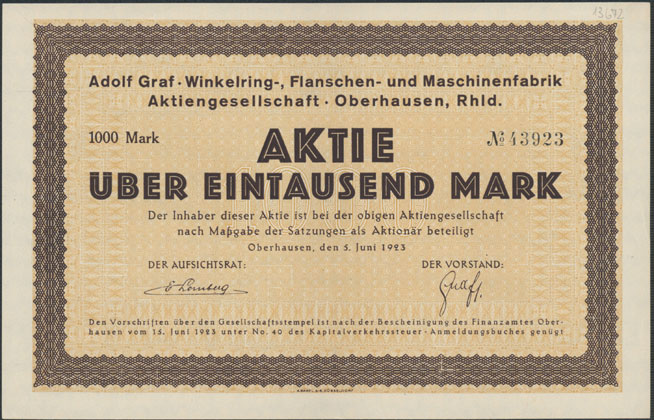 13672
Adolf Graf · Winkelring-, Flanschen- und Maschinenfabrik
Aktiengesellschaft · Oberhausen, Rhld.
1000 Mark
AKTIE
№ 43923
ÜBER EINTAUSEND MARK
Der Inhaber dieser Aktie ist bei der obigen Aktiengesellschaft
nach Maßgabe der Satzungen als Aktionär beteiligt
Oberhausen, den 5. Juni 1923
DER AUFSICHTSRAT:
DER VORSTAND:
Den Vorschriften über den Gesellschaftsstempel ist nach der Bescheinigung des Finanzamtes Ober-
hausen vom 15. Juni 1923 unter No. 40 des Kapitalverkehrssteuer-Anmeldungsbuches genügt